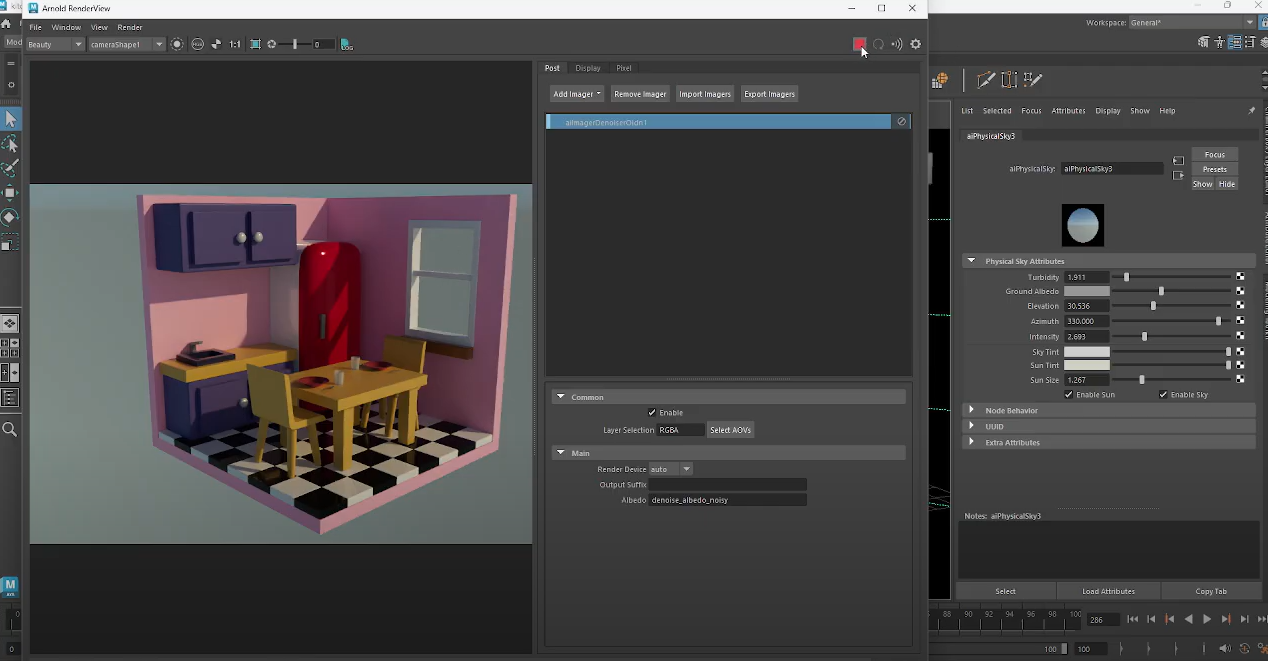 Arnold RenderView
File Window View Render
Beauty cameraShape1 1:1 0 LOG
Post Display Pixel
Add Imager Remove Imager Import Imagers Export Imagers
aiImagerDenoiserOidn1
Common
Enable
Layer Selection RGBA Select AOVs
Main
Render Device auto
Output Suffix
Albedo denoise_albedo_noisy
Workspace: General*
List Selected Focus Attributes Display Show Help
aiPhysicalSky3
aiPhysicalSky: aiPhysicalSky3
Focus
Presets
Show Hide
Physical Sky Attributes
Turbidity 1.911
Ground Albedo
Elevation 30.536
Azimuth 330.000
Intensity 2.693
Sky Tint
Sun Tint
Sun Size 1.267
Enable Sun Enable Sky
Node Behavior
UUID
Extra Attributes
Notes: aiPhysicalSky3
Select Load Attributes Copy Tab
88 90 92 94 96 98 100 286
100 100
Mod
M
0
0